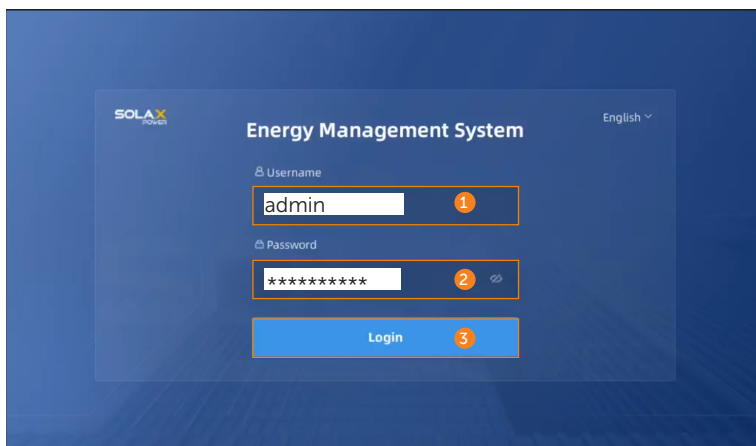 SOLAX
POWER
English
Energy Management System
Username
admin
1
Password
**********
2
Login
3